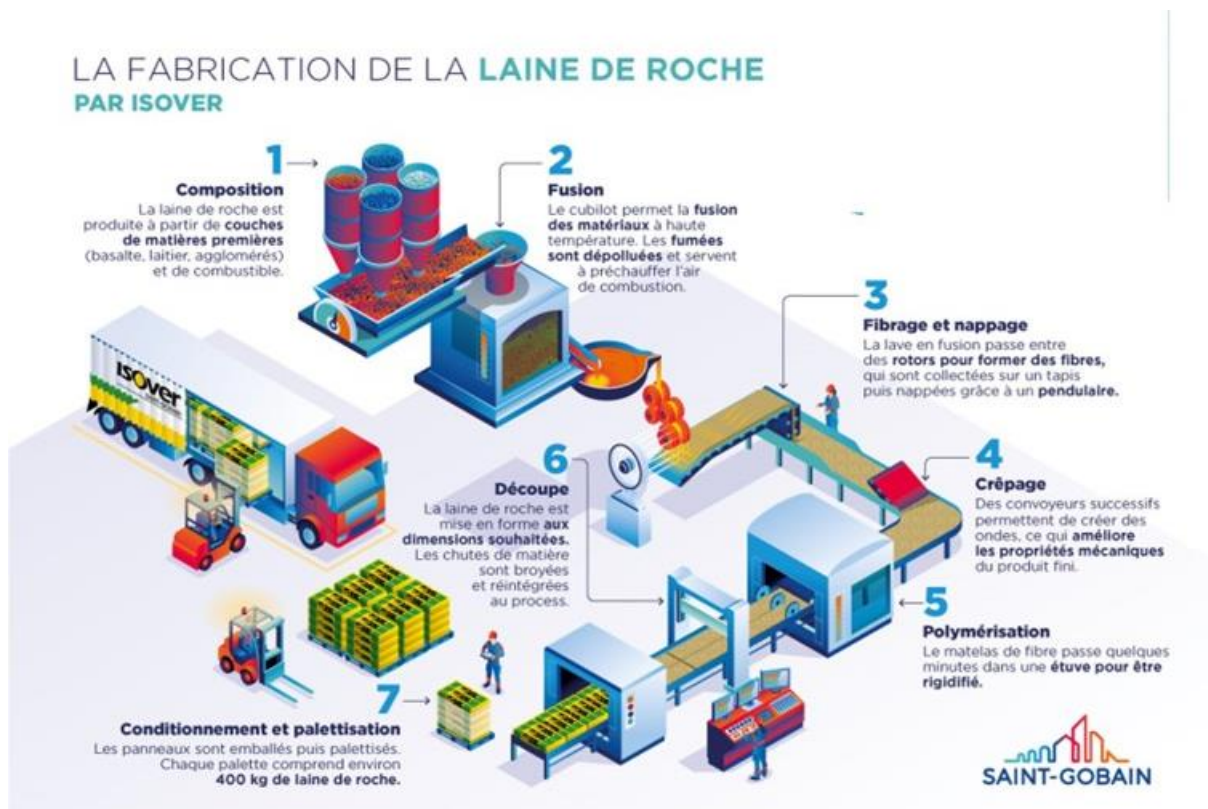 LA FABRICATION DE LA LAINE DE ROCHE
PAR ISOVER
1
Composition
La laine de roche est
produite à partir de couches
de matières premières
(basalte, laitier, agglomérés)
et de combustible.
2
Fusion
Le cubilot permet la fusion
des matériaux à haute
température. Les fumées
sont dépolluées et servent
à préchauffer l'air
de combustion.
3
Fibrage et nappage
La lave en fusion passe entre
des rotors pour former des fibres,
qui sont collectées sur un tapis
puis nappées grâce à un pendulaire.
4
Crêpage
Des convoyeurs successifs
permettent de créer des
ondes, ce qui améliore
les propriétés mécaniques
du produit fini.
5
Polymérisation
Le matelas de fibre passe quelques
minutes dans une étuve pour être
rigidifié.
6
Découpe
La laine de roche est
mise en forme aux
dimensions souhaitées.
Les chutes de matière
sont broyées
et réintégrées
au process.
7
Conditionnement et palettisation
Les panneaux sont emballés puis palettisés.
Chaque palette comprend environ
400 kg de laine de roche.
isover
SAINT-GOBAIN